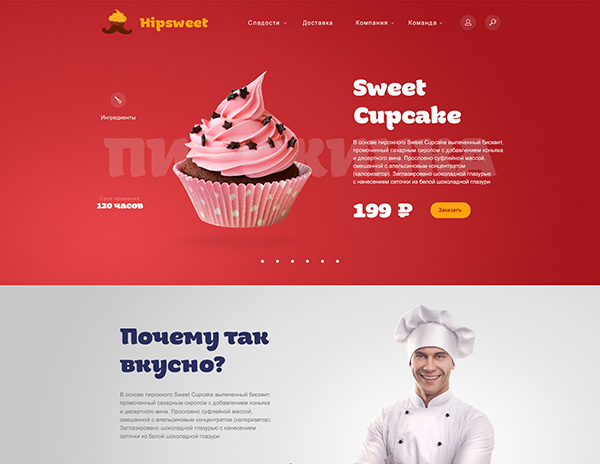 Hipsweet
Сладости
Доставка
Компания
Команда
Sweet
Cupcake
Ингредиенты
В основе пирожного Sweet Cupcake выпеченный бисквит,
промоченный сахарным сиропом с добавлением коньяка
и десертного вина. Прослоено суфлейной массой,
смешанной с апельсиновым концентратом
(калоризатор). Заглазировано шоколадной глазурью
с нанесением сеточки из белой шоколадной глазури
Срок хранения
120 часов
199 ₽
Заказать
Почему так
вкусно?
В основе пирожного Sweet Cupcake выпеченный бисквит,
промоченный сахарным сиропом с добавлением коньяка
и десертного вина. Прослоено суфлейной массой,
смешанной с апельсиновым концентратом (калоризатор).
Заглазировано шоколадной глазурью с нанесением
сеточки из белой шоколадной глазури